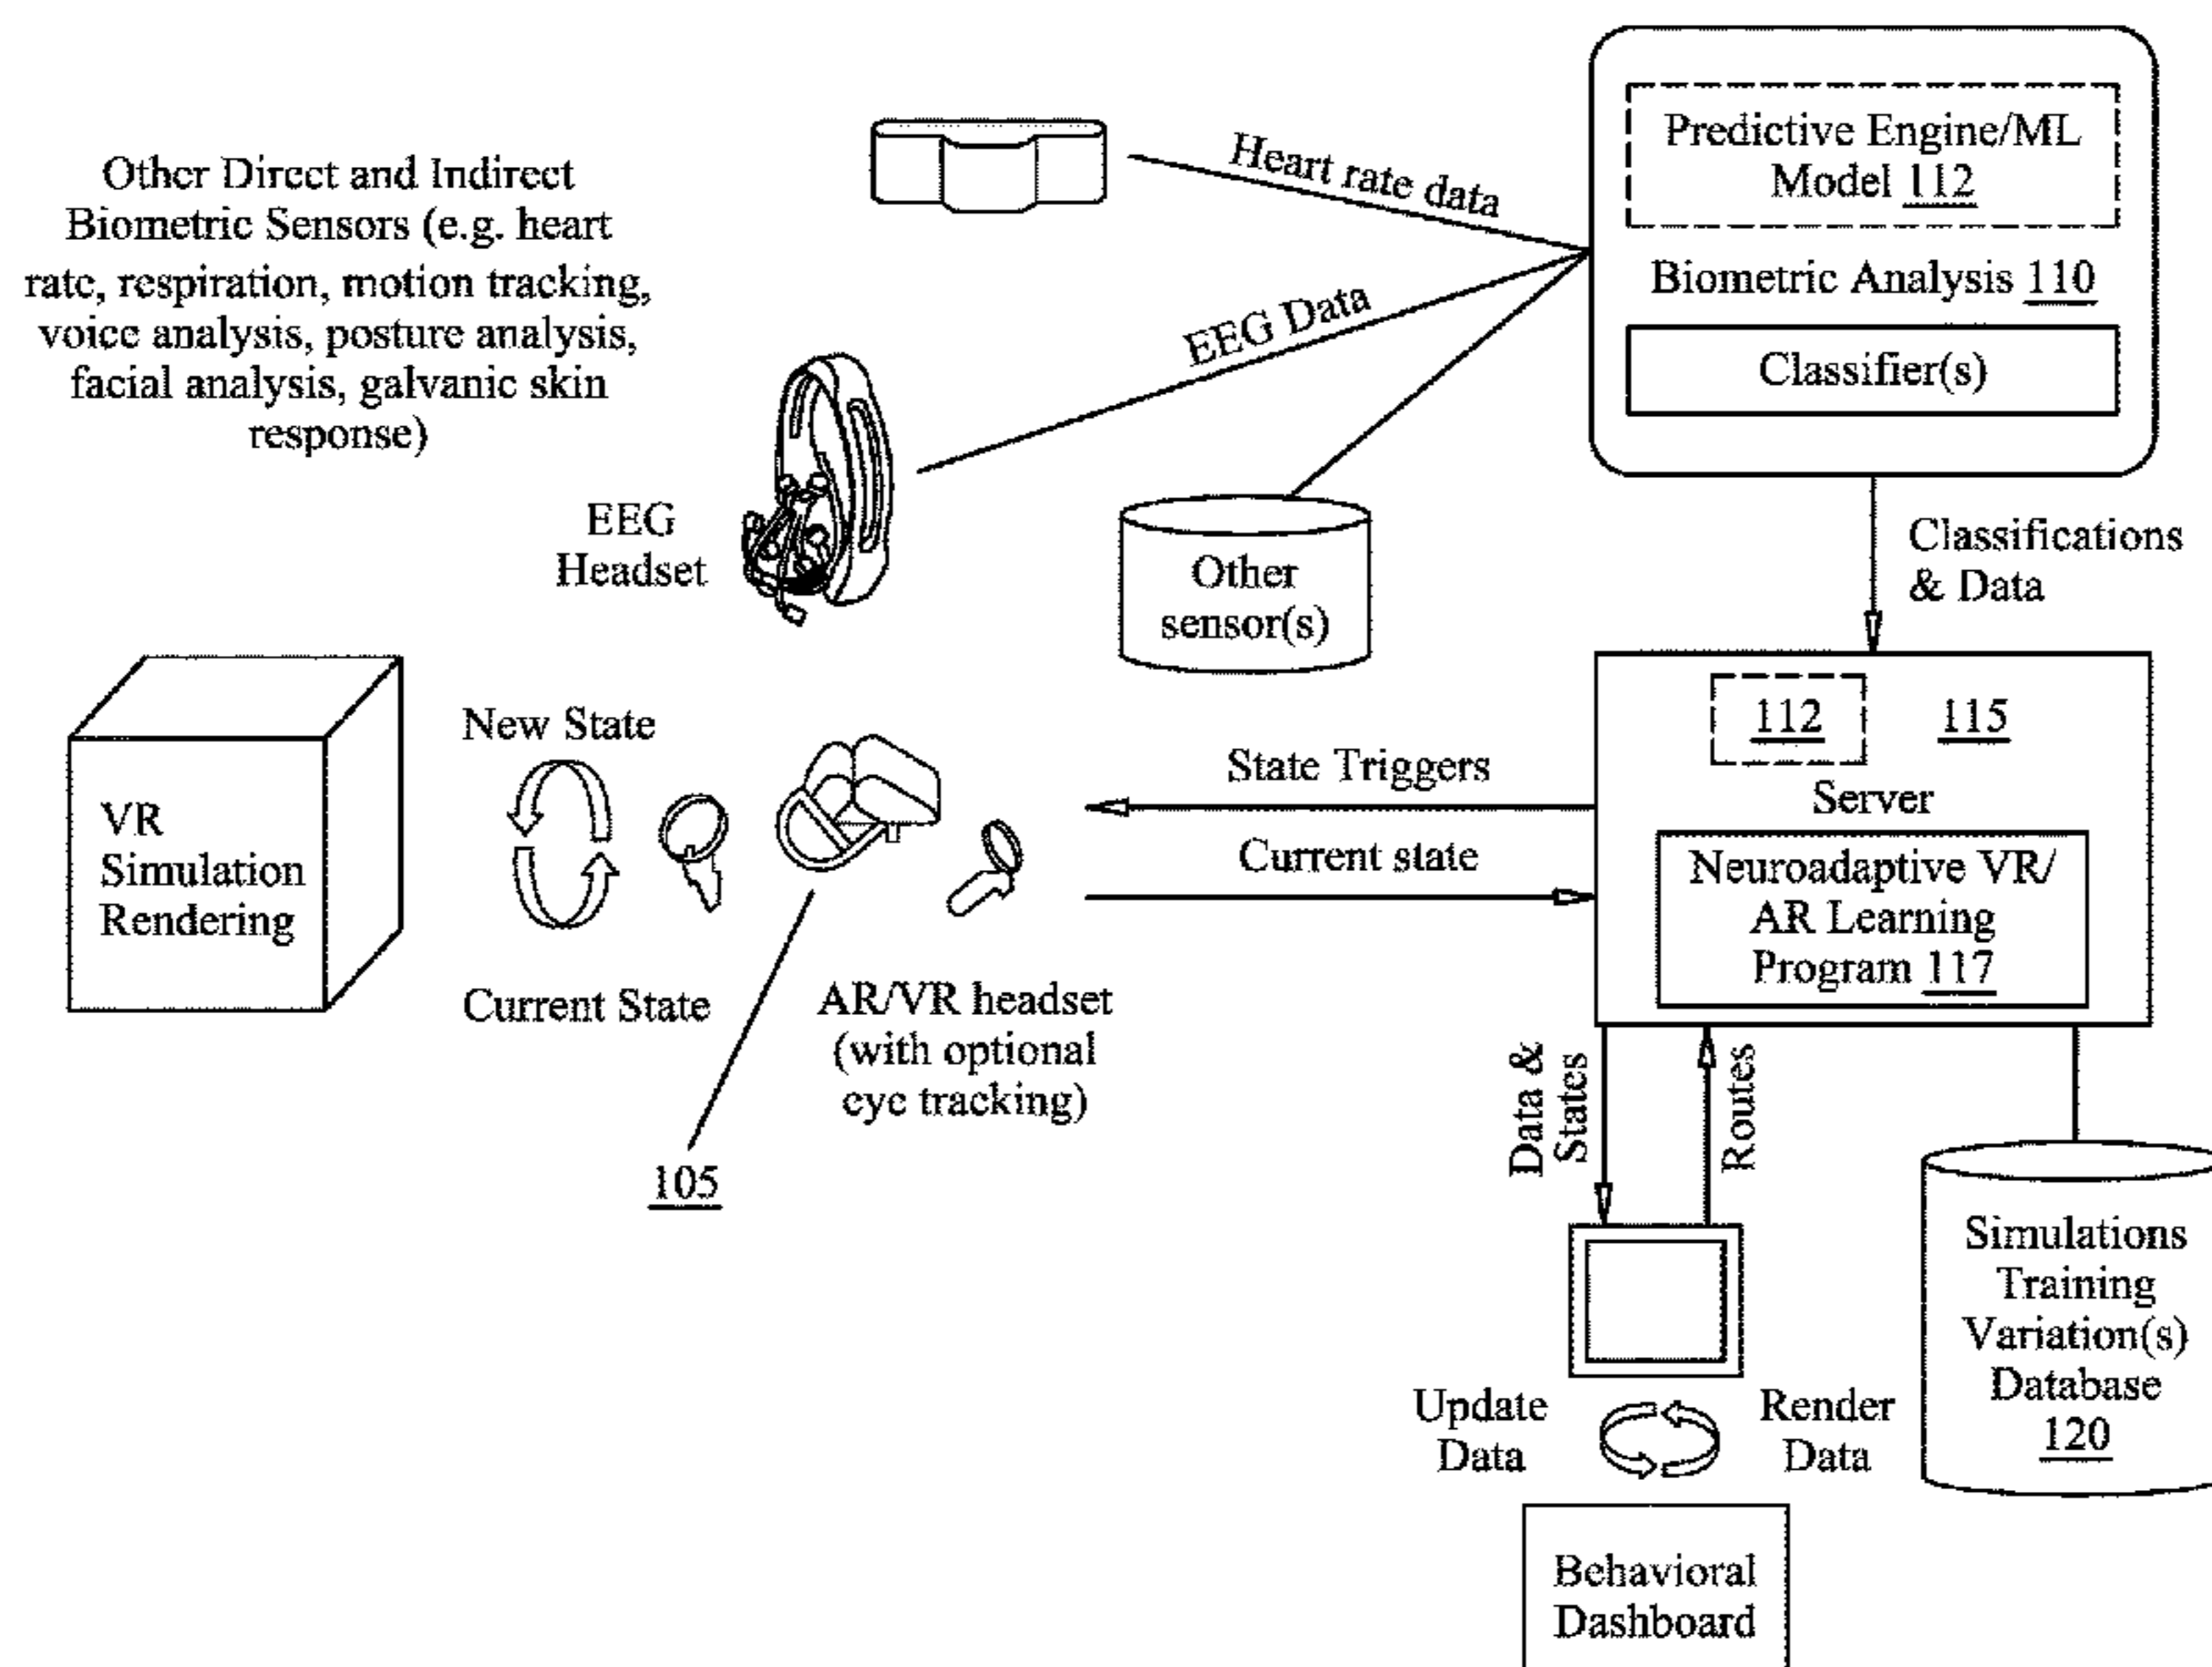 Other Direct and Indirect
Biometric Sensors (e.g. heart
rate, respiration, motion tracking,
voice analysis, posture analysis,
facial analysis, galvanic skin
response)
Heart rate data
EEG Data
EEG
Headset
Other
sensor(s)
Predictive Engine/ML
Model 112
Biometric Analysis 110
Classifier(s)
Classifications
& Data
VR
Simulation
Rendering
New State
Current State
AR/VR headset
(with optional
eye tracking)
105
State Triggers
Current state
112
115
Server
Neuroadaptive VR/
AR Learning
Program 117
Data &
States
Routes
Update
Data
Render
Data
Simulations
Training
Variation(s)
Database
120
Behavioral
Dashboard